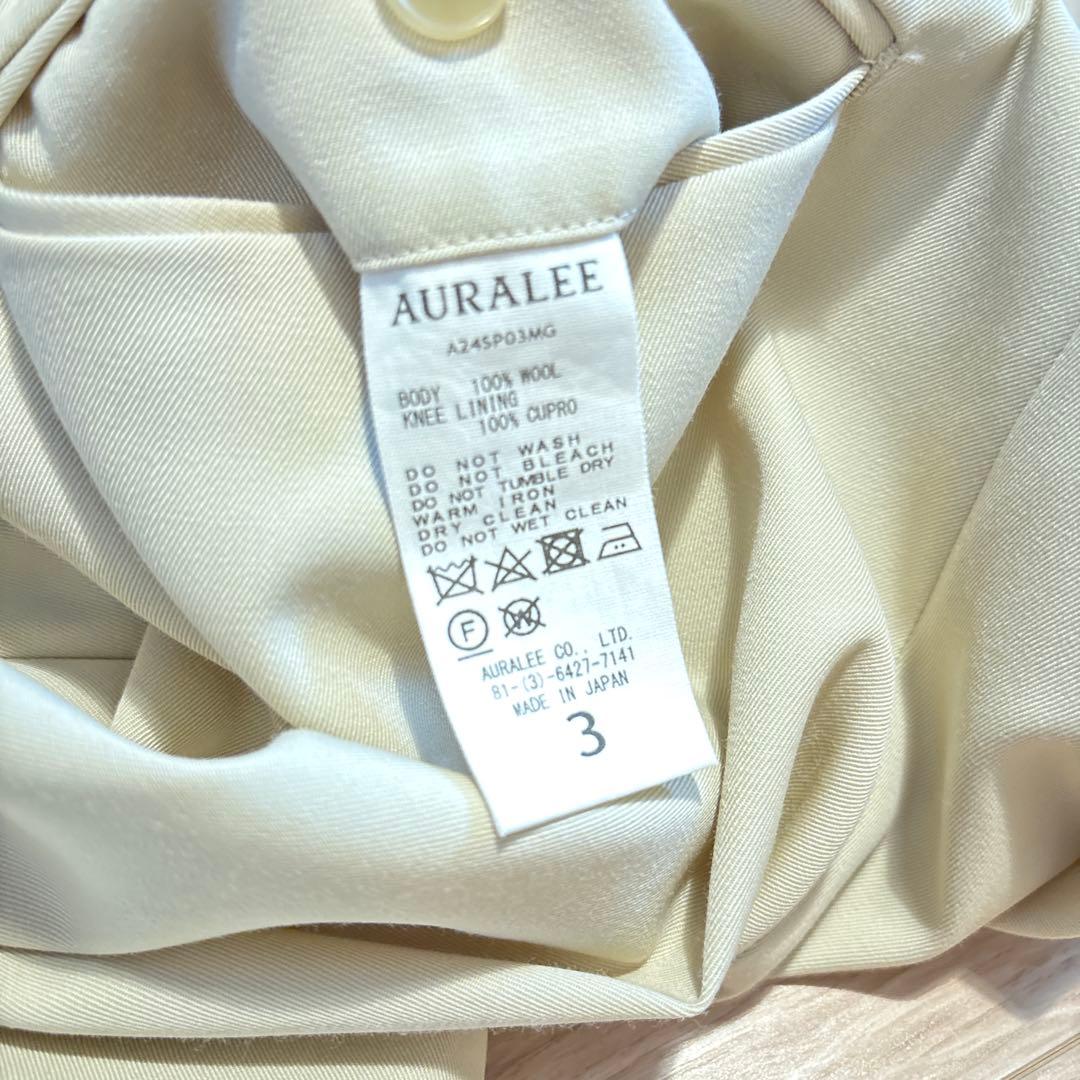 AURALEE
A24SP03MG
BODY 100% WOOL
KNEE LINING
100% CUPRO
DO NOT WASH
DO NOT BLEACH
DO NOT TUMBLE DRY
WARM IRON
DRY CLEAN
DO NOT WET CLEAN
F W
AURALEE CO., LTD.
81-(3)-6427-7141
MADE IN JAPAN
3